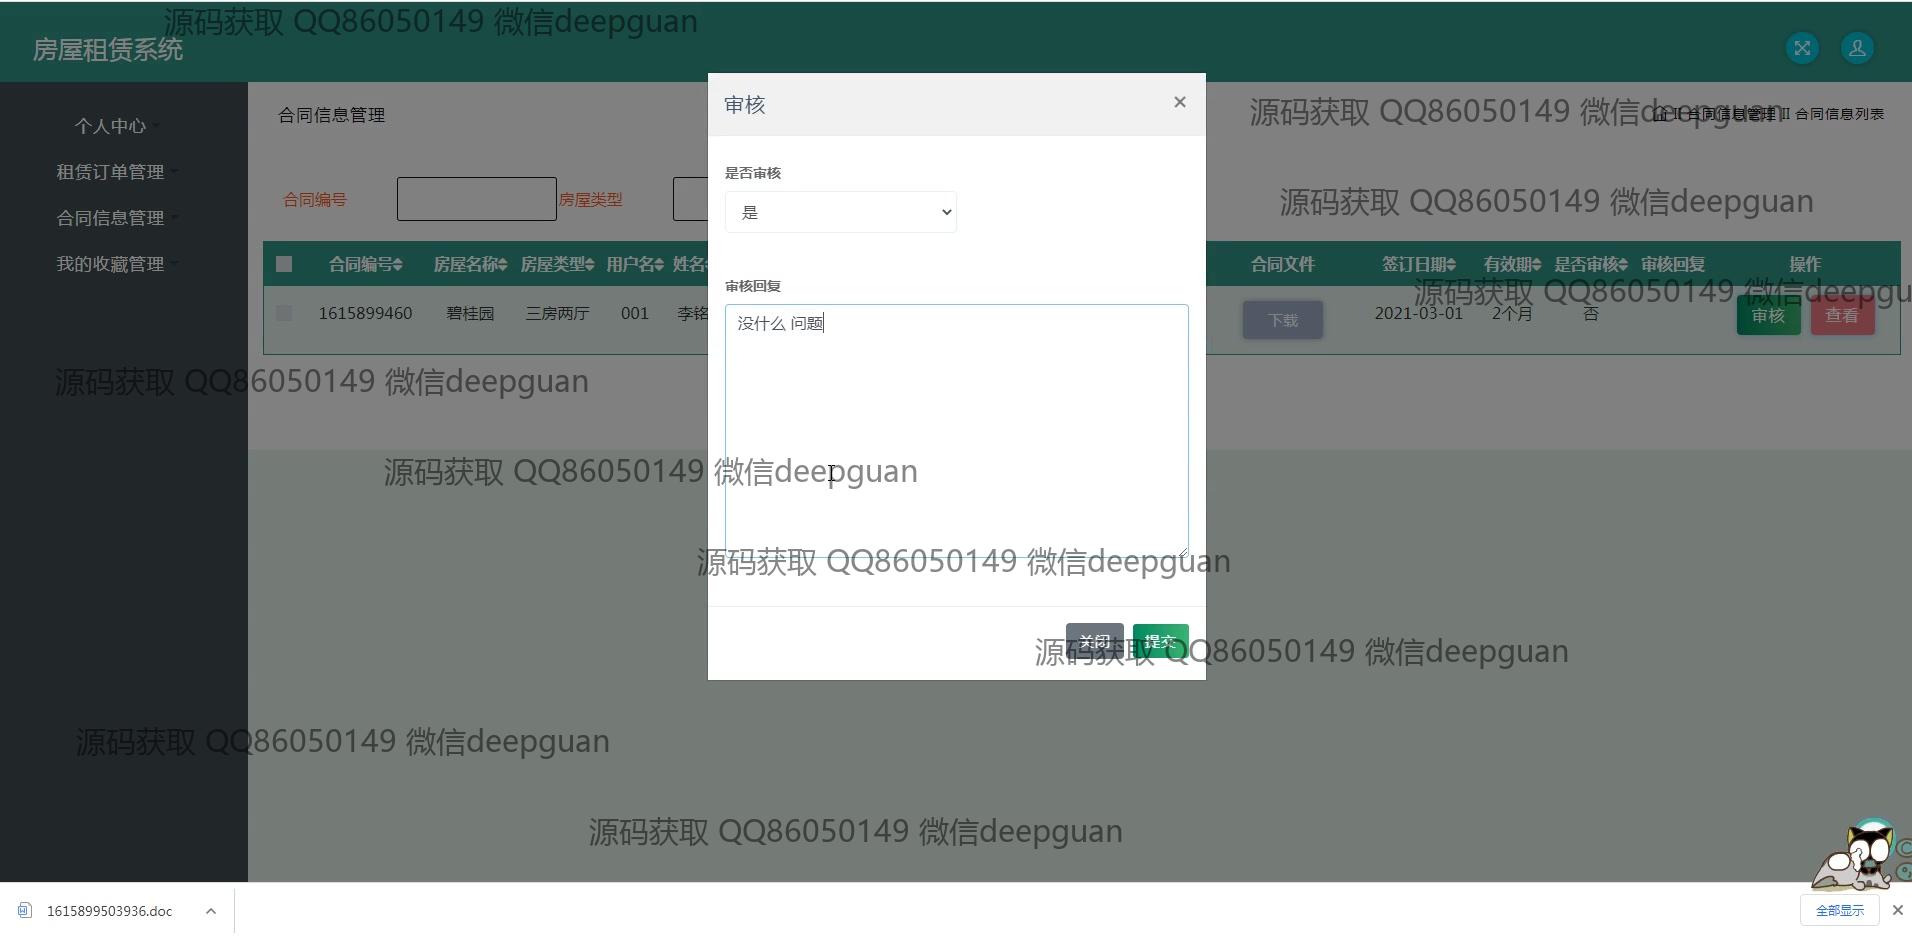 源码获取 QQ86050149 微信deepguan
房屋租赁系统
审核
×
个人中心
租赁订单管理
合同信息管理
我的收藏管理
合同信息管理
源码获取 QQ86050149 微信deepguan
合同信息管理 II 合同信息列表
是否审核
是
源码获取 QQ86050149 微信deepguan
合同编号
房屋类型
合同编号 房屋名称 房屋类型 用户名 姓名 合同文件 签订日期 有效期 是否审核 审核回复 操作
源码获取 QQ86050149 微信deepgu
1615899460 碧桂园 三房两厅 001 李铭 下载 2021-03-01 2个月 否 审核 查看
审核回复
没什么 问题
源码获取 QQ86050149 微信deepguan
源码获取 QQ86050149 微信deepguan
源码获取 QQ86050149 微信deepguan
关闭 提交
源码获取 QQ86050149 微信deepguan
源码获取 QQ86050149 微信deepguan
源码获取 QQ86050149 微信deepguan
1615899503936.doc
全部显示 ×